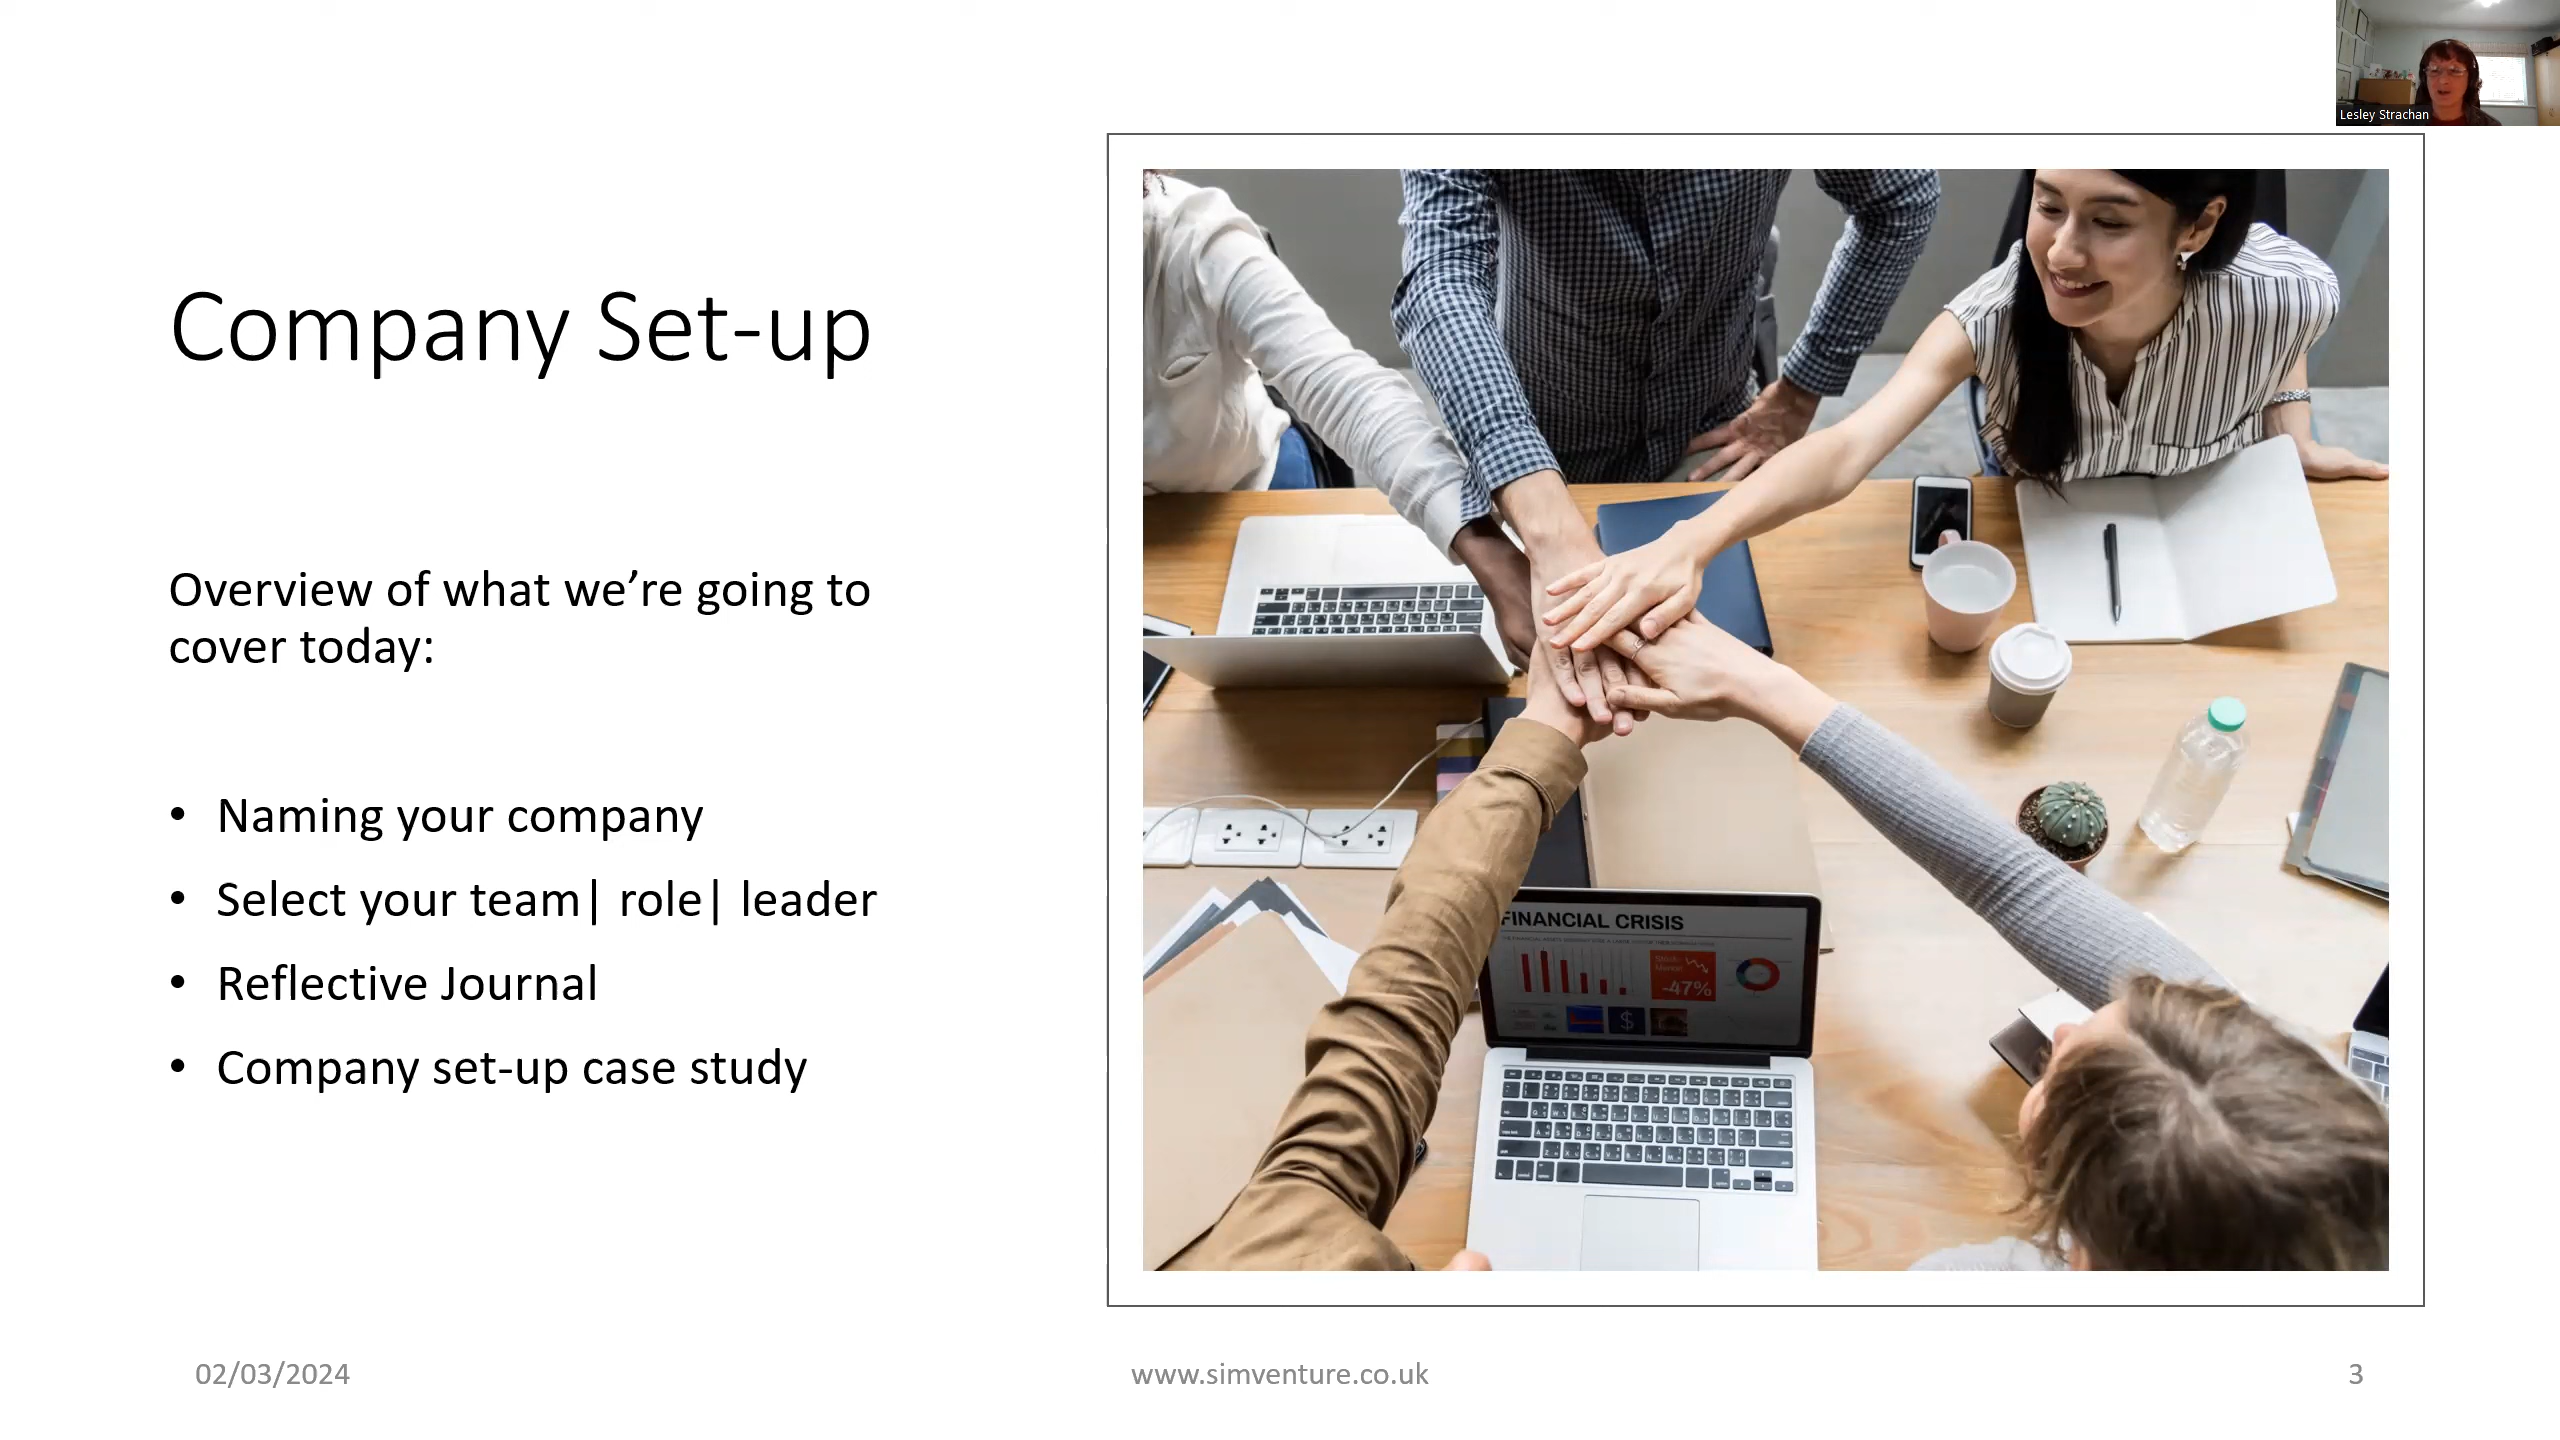 Lesley Strachan
Company Set-up
Overview of what we’re going to
cover today:
• Naming your company
• Select your team| role| leader
• Reflective Journal
• Company set-up case study
FINANCIAL CRISIS
-47%
$
02/03/2024
www.simventure.co.uk
3